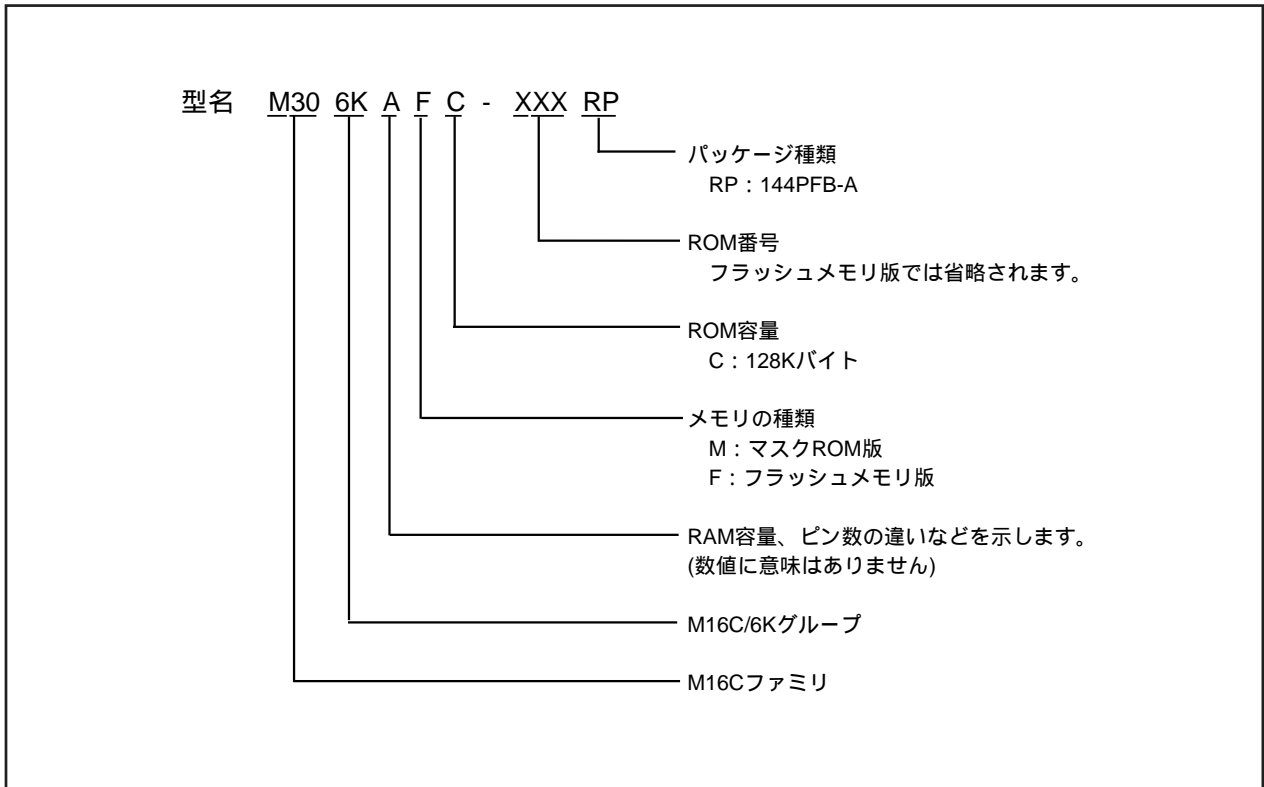 型名 M30 6K A F C - XXX RP
パッケージ種類
RP：144PFB-A
ROM番号
フラッシュメモリ版では省略されます。
ROM容量
C：128Kバイト
メモリの種類
M：マスクROM版
F：フラッシュメモリ版
RAM容量、ピン数の違いなどを示します。
(数値に意味はありません)
M16C/6Kグループ
M16Cファミリ